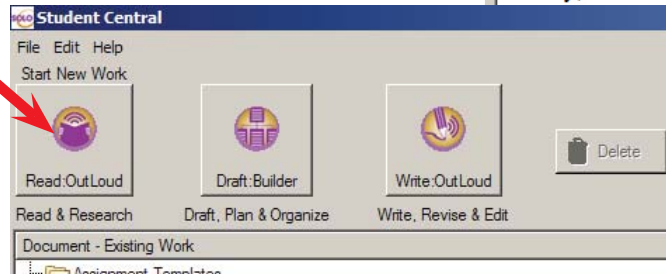 SOLO Student Central
File Edit Help
Start New Work
Read:OutLoud Draft:Builder Write:OutLoud Delete
Read & Research Draft, Plan & Organize Write, Revise & Edit
Document - Existing Work
Assignment Templates